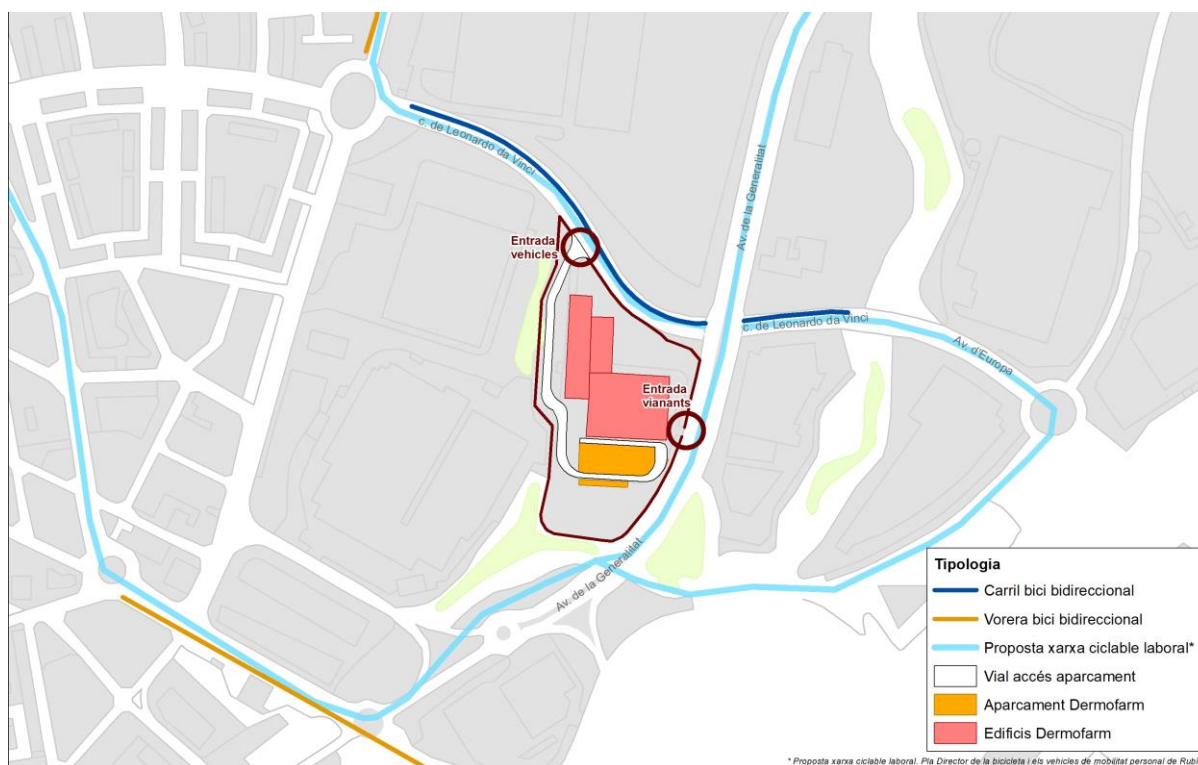 c. de Leonardo da Vinci
Av. de la Generalitat
Entrada
vehicles
c. de Leonardo da Vinci
Av. d'Europa
Entrada
vianants
Av. de la Generalitat
Tipologia
Carril bici bidireccional
Vorera bici bidireccional
Proposta xarxa ciclable laboral*
Vial accés aparcament
Aparcament Dermofarm
Edificis Dermofarm
* Proposta xarxa ciclable laboral. Pla Director de la bicicleta i els vehicles de mobilitat personal de Rubí